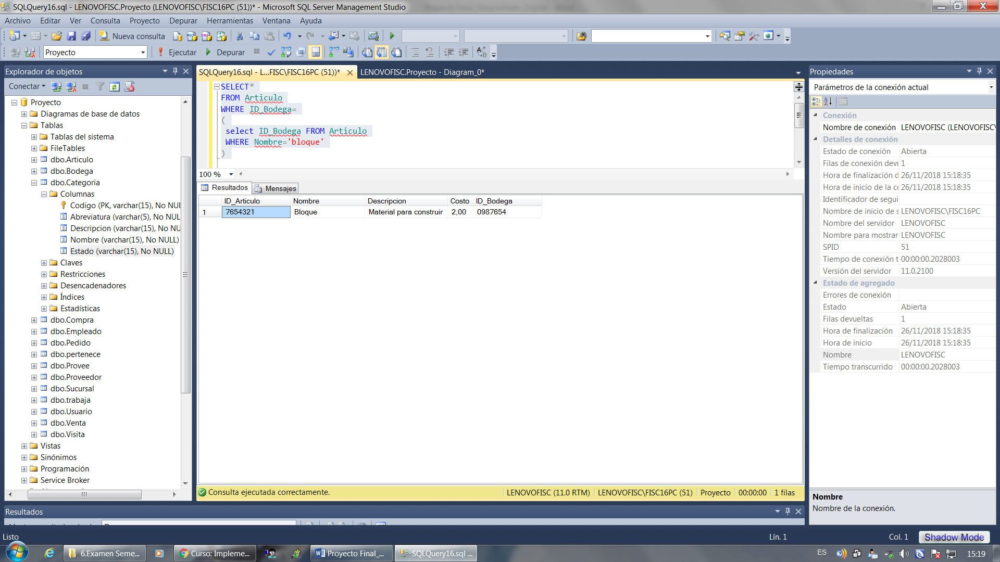 SQLQuery16.sql - LENOVOFISC.Proyecto (LENOVOFISC\FISC16PC (51))* - Microsoft SQL Server Management Studio
Archivo Editar Ver Consulta Proyecto Depurar Herramientas Ventana Ayuda
Nueva consulta
Proyecto Ejecutar Depurar
Explorador de objetos
Conectar
Proyecto
Diagramas de base de datos
Tablas
Tablas del sistema
FileTables
dbo.Articulo
dbo.Bodega
dbo.Categoria
Columnas
Codigo (PK, varchar(15), No NUL
Abreviatura (varchar(5), No NUL
Descripcion (varchar(15), No NU
Nombre (varchar(15), No NULL)
Estado (varchar(15), No NULL)
Claves
Restricciones
Desencadenadores
Índices
Estadísticas
dbo.Compra
dbo.Empleado
dbo.Pedido
dbo.pertenece
dbo.Provee
dbo.Proveedor
dbo.Sucursal
dbo.trabaja
dbo.Usuario
dbo.Venta
dbo.Visita
Vistas
Sinónimos
Programación
Service Broker
SQLQuery16.sql - L...FISC\FISC16PC (51))* LENOVOFISC.Proyecto - Diagram_0*
SELECT*
FROM Articulo
WHERE ID_Bodega=
(
select ID_Bodega FROM Articulo
WHERE Nombre='bloque'
)
100 %
Resultados Mensajes
ID_Articulo Nombre Descripcion Costo ID_Bodega
1 7654321 Bloque Material para construir 2,00 0987654
Consulta ejecutada correctamente. LENOVOFISC (11.0 RTM) LENOVOFISC\FISC16PC (51) Proyecto 00:00:00 1 filas
Propiedades
Parámetros de la conexión actual
Conexión
Nombre de conexión LENOVOFISC (LENOVOFISC\
Detalles de conexión
Estado de conexión Abierta
Filas de conexión devu 1
Hora de finalización d 26/11/2018 15:18:35
Hora de inicio de la co 26/11/2018 15:18:35
Identificador de segui
Nombre de inicio de s LENOVOFISC\FISC16PC
Nombre del servidor LENOVOFISC
Nombre para mostrar LENOVOFISC
SPID 51
Tiempo de conexión t 00:00:00.2028003
Versión del servidor 11.0.2100
Estado de agregado
Errores de conexión
Estado Abierta
Filas devueltas 1
Hora de finalización 26/11/2018 15:18:35
Hora de inicio 26/11/2018 15:18:35
Nombre LENOVOFISC
Tiempo transcurrido 00:00:00.2028003
Nombre
Nombre de la conexión.
Resultados
Listo Lín. 1 Col. 1 Shadow Mode
6.Examen Seme... Curso: Impleme... Proyecto Final_... SQLQuery16.sql ... ES 15:19